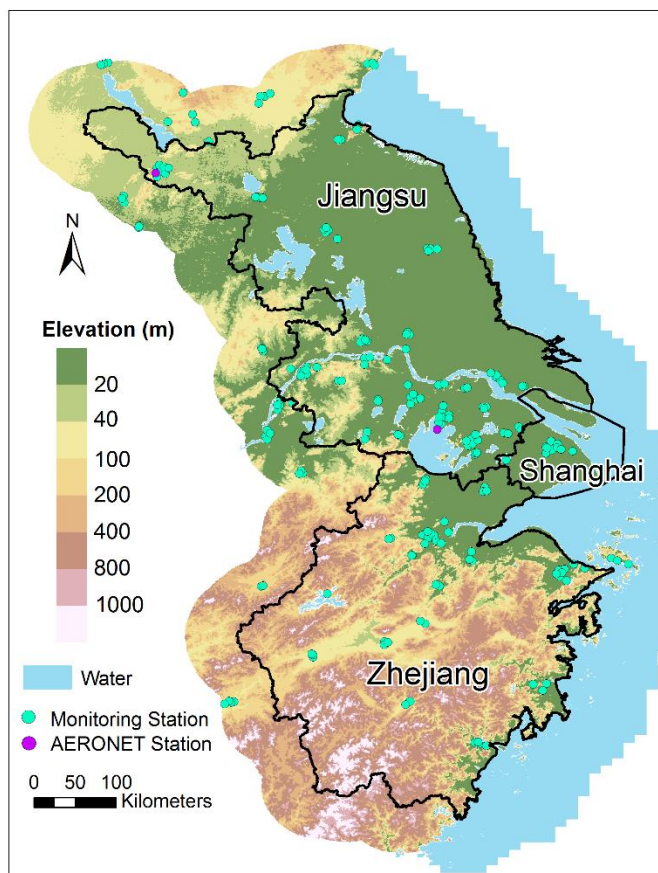 Jiangsu
N
Elevation (m)
20
40
100
200
400
800
1000
Shanghai
Zhejiang
Water
Monitoring Station
AERONET Station
0 50 100
Kilometers